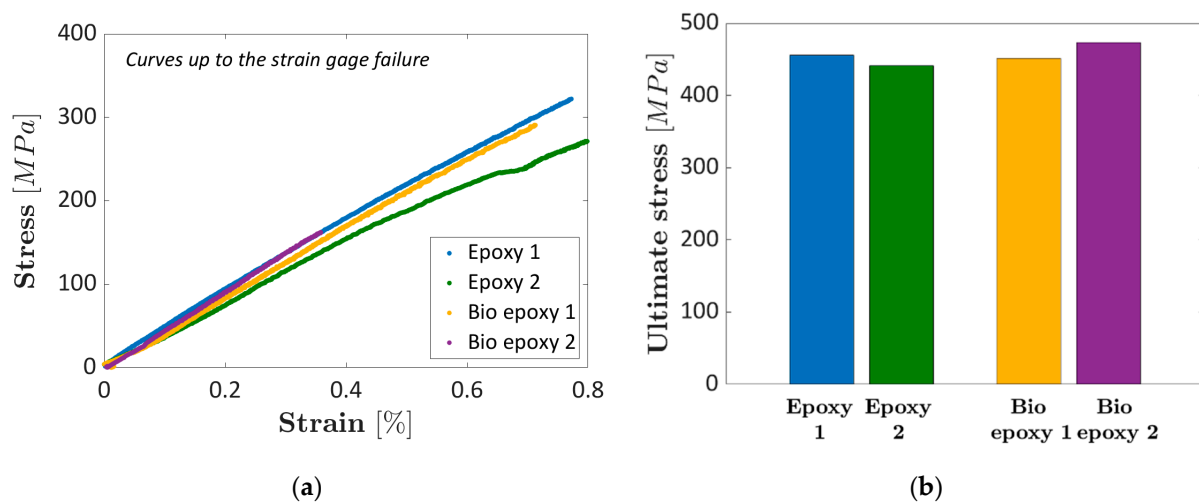 400
300
200
100
0
Stress [MPa]
Curves up to the strain gage failure
Epoxy 1
Epoxy 2
Bio epoxy 1
Bio epoxy 2
0 0.2 0.4 0.6 0.8
Strain [%]
(a)
500
400
450
300
400
100
0
Ultimate stress [MPa]
Epoxy Epoxy Bio Bio
1 2 epoxy 1 epoxy 2
(b)